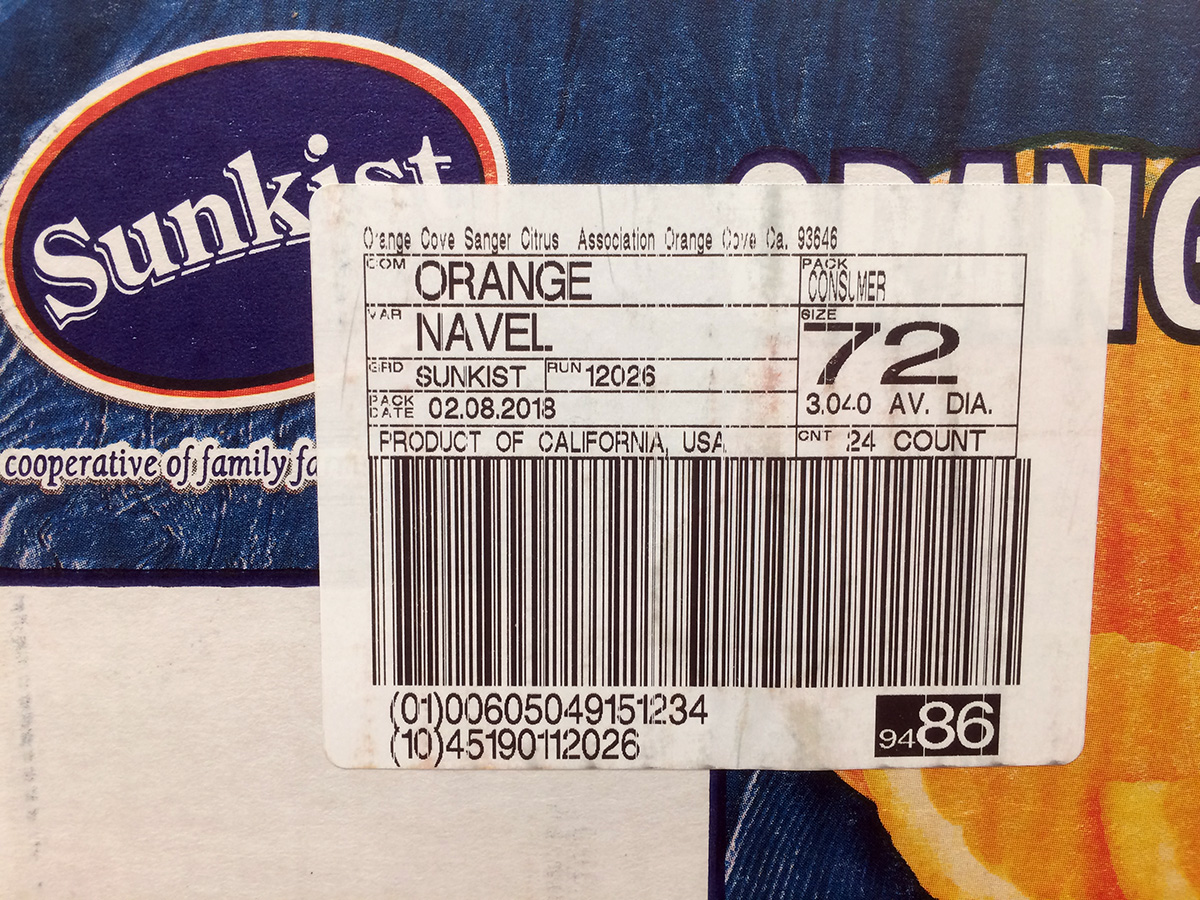 Sunkist
ORANG
cooperative of family fa
Orange Cove Sanger Citrus Association Orange Cove Ca. 93646
COM ORANGE
PACK CONSUMER
VAR NAVEL
SIZE 72
GRD SUNKIST RUN 12026
PACK DATE 02.08.2018
3.040 AV. DIA.
PRODUCT OF CALIFORNIA, USA
CNT 24 COUNT
(01)00605049151234
(10)45190112026
9486